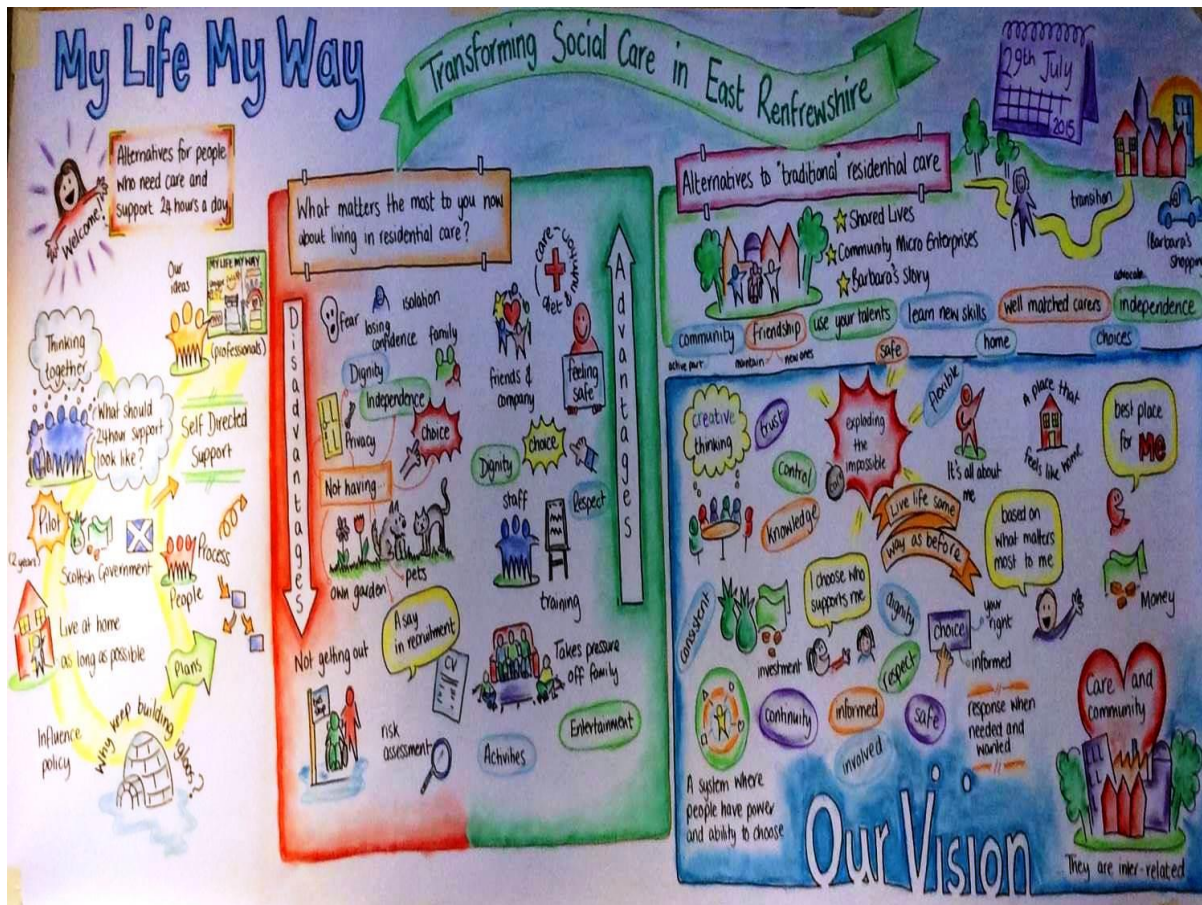 My Life My Way
Transforming Social Care in East Renfrewshire
29th July
2015
Welcome!
Alternatives for people
who need care and
support 24 hours a day
Our
ideas
MY LIFE MY WAY
(professionals)
Thinking
together
What should
24hour support
look like?
Self Directed
Support
Pilot
(2 years)
Scottish Government
Process
People
Live at home
as long as possible
Plans
Influence
policy
Why keep building igloos?
What matters the most to you now
about living in residential care?
Disadvantages
fear
isolation
losing
confidence
family
Dignity
Independence
Privacy
choice
Not having
own garden
pets
A say
in recruitment
CV
Not getting out
risk
assessment
Advantages
care
diet &
nutrition
friends &
company
feeling
safe
choice
Dignity
Respect
staff
training
Takes pressure
off family
Activities
Entertainment
Alternatives to "traditional" residential care
Shared Lives
Community Micro Enterprises
Barbara's Story
transition
(Barbara's
community
active part
friendship
maintain
new ones
use your talents
learn new skills
well matched carers
advocate
independence
safe
home
choices
creative
thinking
trust
control
knowledge
exploding
the
impossible
flexible
It's all about
me
A place that
feels like home
best place
for me
Live life same
way as before
based on
what matters
most to me
Money
consistent
investment
I choose who
supports me
dignity
respect
choice
your
right
informed
continuity
informed
involved
safe
response when
needed and
wanted
A system where
people have power
and ability to choose
Care and
community
They are inter-related
Our Vision